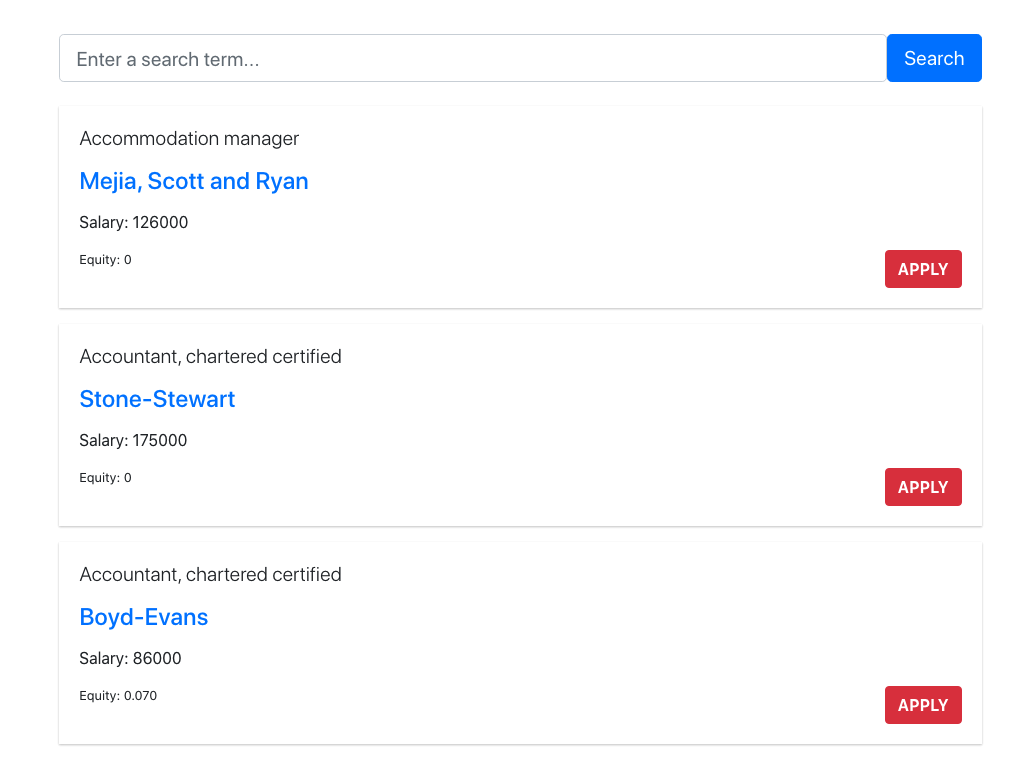 Enter a search term...
Search
Accommodation manager
Mejia, Scott and Ryan
Salary: 126000
Equity: 0
APPLY
Accountant, chartered certified
Stone-Stewart
Salary: 175000
Equity: 0
APPLY
Accountant, chartered certified
Boyd-Evans
Salary: 86000
Equity: 0.070
APPLY